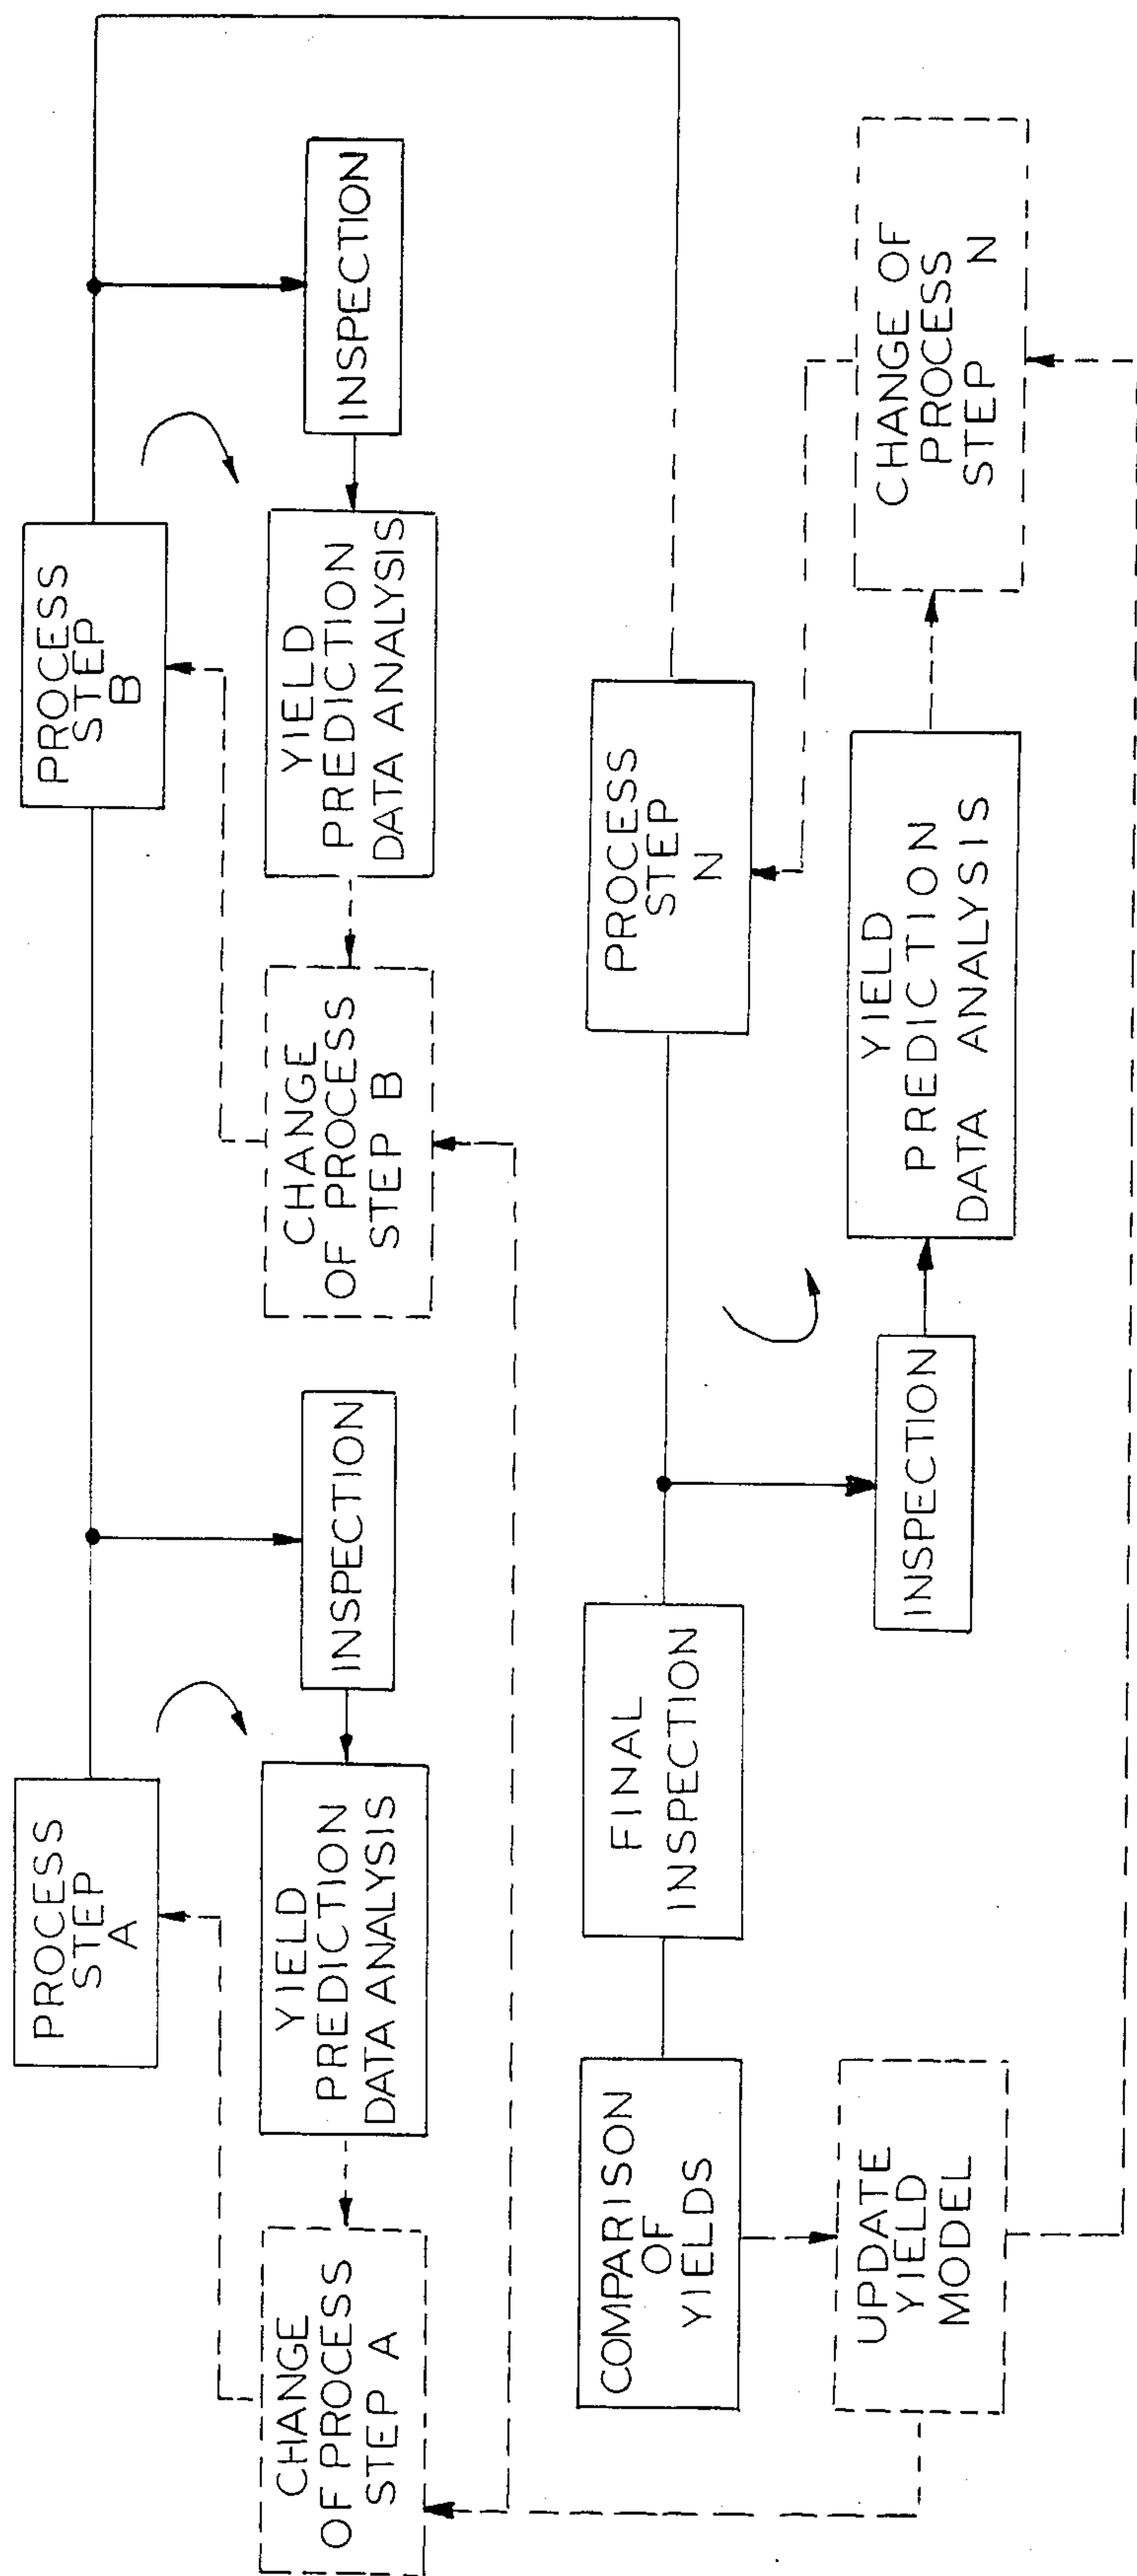 PROCESS
STEP
A
PROCESS
STEP
B
CHANGE
OF PROCESS
STEP A
YIELD
PREDICTION
DATA ANALYSIS
INSPECTION
CHANGE
OF PROCESS
STEP B
YIELD
PREDICTION
DATA ANALYSIS
INSPECTION
COMPARISON
OF
YIELDS
FINAL
INSPECTION
PROCESS
STEP
N
UPDATE
YIELD
MODEL
INSPECTION
YIELD
PREDICTION
DATA ANALYSIS
CHANGE OF
PROCESS
STEP N